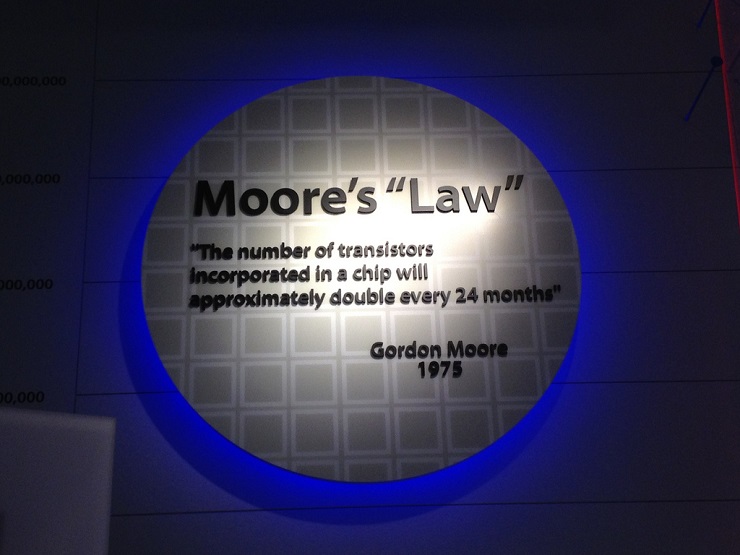 Moore's “Law”
“The number of transistors
incorporated in a chip will
approximately double every 24 months”
Gordon Moore
1975